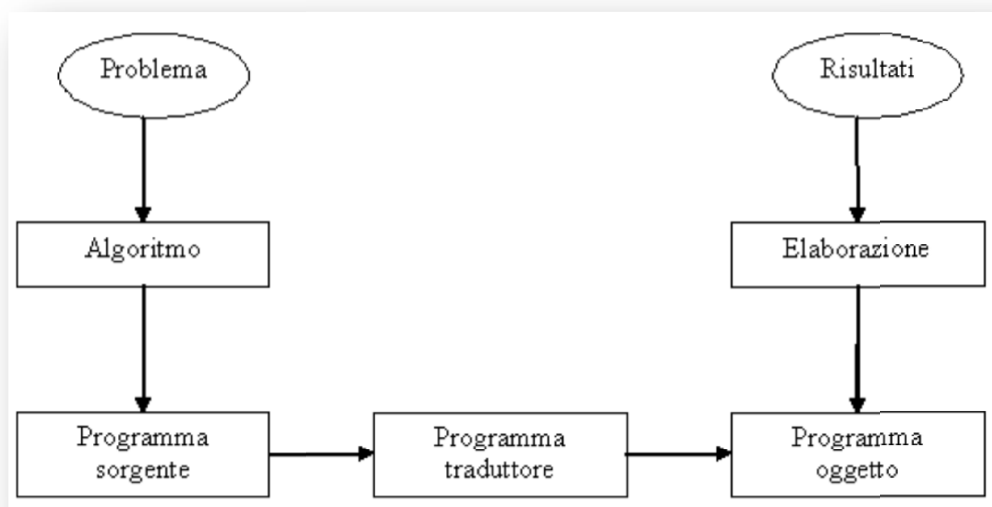 Problema
Risultati
Algoritmo
Elaborazione
Programma
sorgente
Programma
traduttore
Programma
oggetto